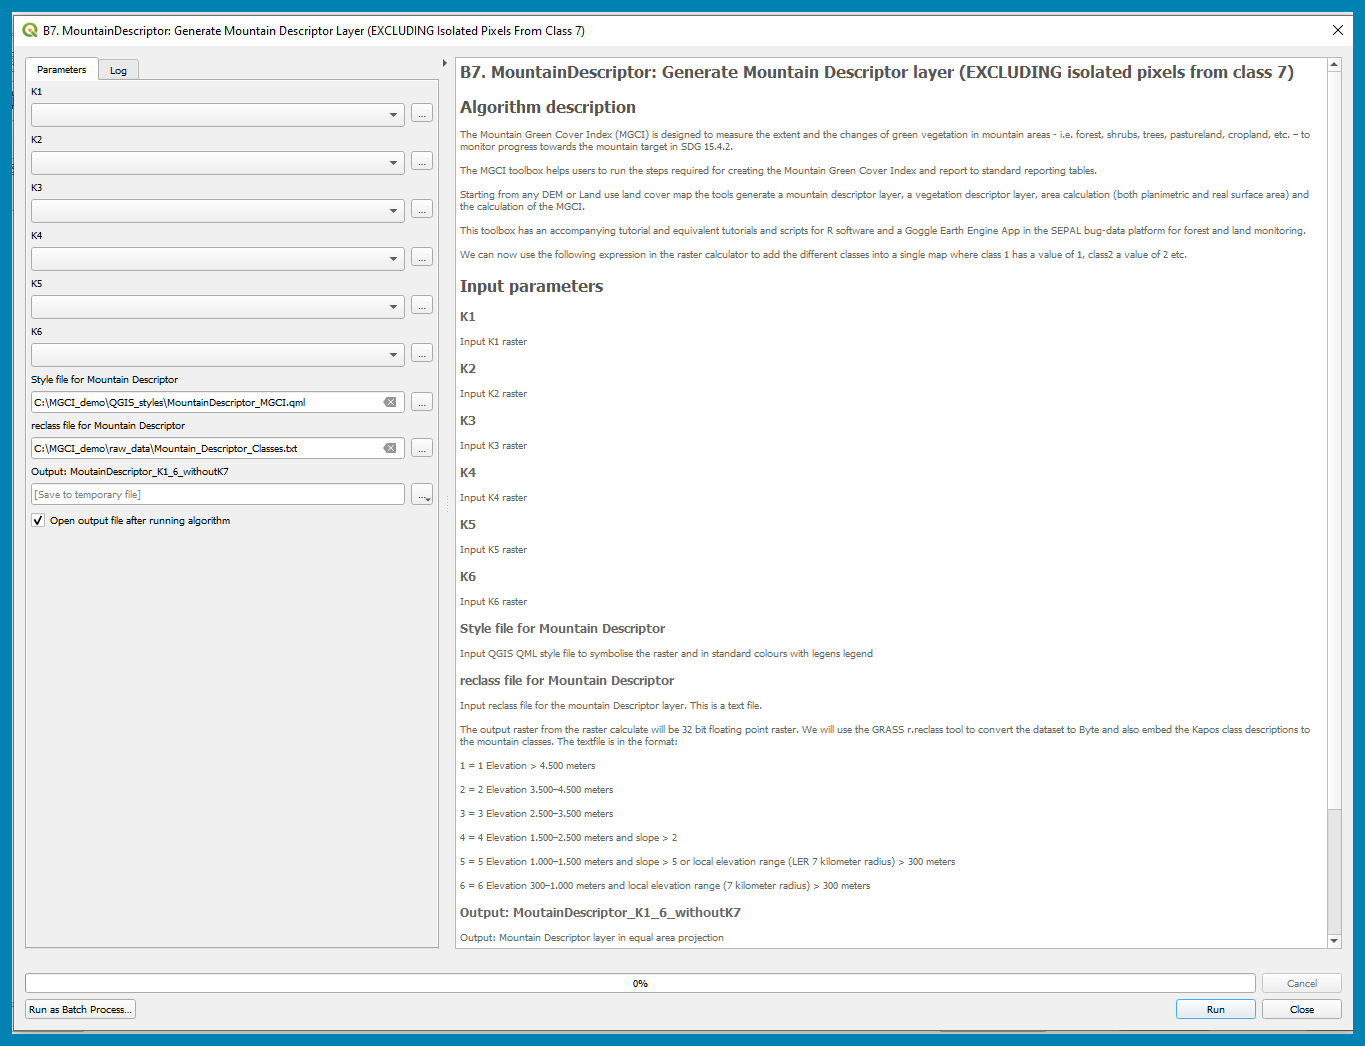 B7. MountainDescriptor: Generate Mountain Descriptor Layer (EXCLUDING Isolated Pixels From Class 7)
Parameters
Log
K1
...
K2
...
K3
...
K4
...
K5
...
K6
...
Style file for Mountain Descriptor
C:\MGCI_demo\QGIS_styles\MountainDescriptor_MGCI.qml
...
reclass file for Mountain Descriptor
C:\MGCI_demo\raw_data\Mountain_Descriptor_Classes.txt
...
Output: MoutainDescriptor_K1_6_withoutK7
[Save to temporary file]
...
Open output file after running algorithm
B7. MountainDescriptor: Generate Mountain Descriptor layer (EXCLUDING isolated pixels from class 7)
Algorithm description
The Mountain Green Cover Index (MGCI) is designed to measure the extent and the changes of green vegetation in mountain areas - i.e. forest, shrubs, trees, pastureland, cropland, etc. – to
monitor progress towards the mountain target in SDG 15.4.2.
The MGCI toolbox helps users to run the steps required for creating the Mountain Green Cover Index and report to standard reporting tables.
Starting from any DEM or Land use land cover map the tools generate a mountain descriptor layer, a vegetation descriptor layer, area calculation (both planimetric and real surface area) and
the calculation of the MGCI.
This toolbox has an accompanying tutorial and equivalent tutorials and scripts for R software and a Goggle Earth Engine App in the SEPAL bug-data platform for forest and land monitoring.
We can now use the following expression in the raster calculator to add the different classes into a single map where class 1 has a value of 1, class2 a value of 2 etc.
Input parameters
K1
Input K1 raster
K2
Input K2 raster
K3
Input K3 raster
K4
Input K4 raster
K5
Input K5 raster
K6
Input K6 raster
Style file for Mountain Descriptor
Input QGIS QML style file to symbolise the raster and in standard colours with legens legend
reclass file for Mountain Descriptor
Input reclass file for the mountain Descriptor layer. This is a text file.
The output raster from the raster calculate will be 32 bit floating point raster. We will use the GRASS r.reclass tool to convert the dataset to Byte and also embed the Kapos class descriptions to
the mountain classes. The textfile is in the format:
1 = 1 Elevation > 4.500 meters
2 = 2 Elevation 3.500–4.500 meters
3 = 3 Elevation 2.500–3.500 meters
4 = 4 Elevation 1.500–2.500 meters and slope > 2
5 = 5 Elevation 1.000–1.500 meters and slope > 5 or local elevation range (LER 7 kilometer radius) > 300 meters
6 = 6 Elevation 300–1.000 meters and local elevation range (7 kilometer radius) > 300 meters
Output: MoutainDescriptor_K1_6_withoutK7
Output: Mountain Descriptor layer in equal area projection
0%
Cancel
Run as Batch Process...
Run
Close